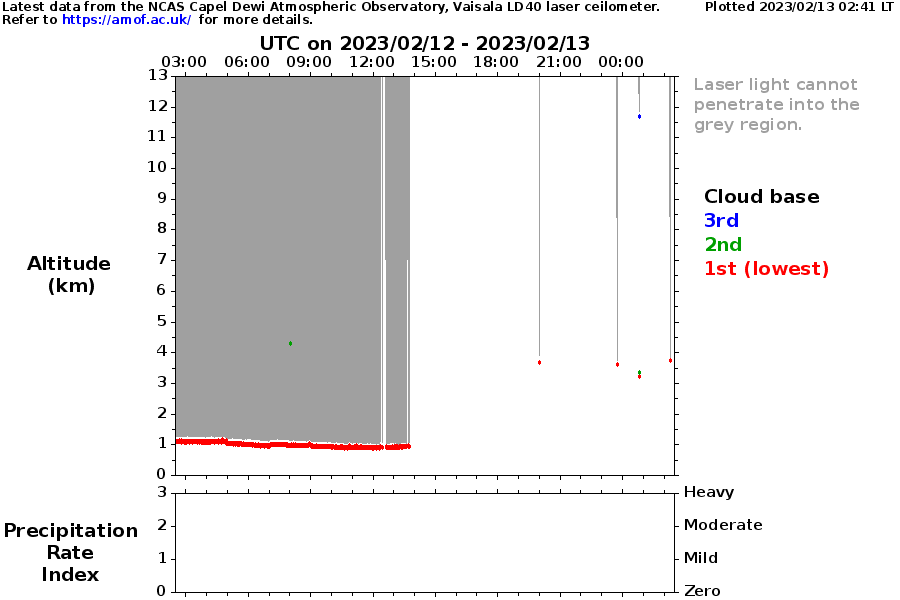 Latest data from the NCAS Capel Dewi Atmospheric Observatory, Vaisala LD40 laser ceilometer. Plotted 2023/02/13 02:41 LT
Refer to https://amof.ac.uk/ for more details.
UTC on 2023/02/12 - 2023/02/13
03:00 06:00 09:00 12:00 15:00 18:00 21:00 00:00
13
12
11
10
9
8
7
6
5
4
3
2
1
0
Altitude
(km)
Laser light cannot
penetrate into the
grey region.
Cloud base
3rd
2nd
1st (lowest)
3 Heavy
2 Moderate
1 Mild
0 Zero
Precipitation
Rate
Index